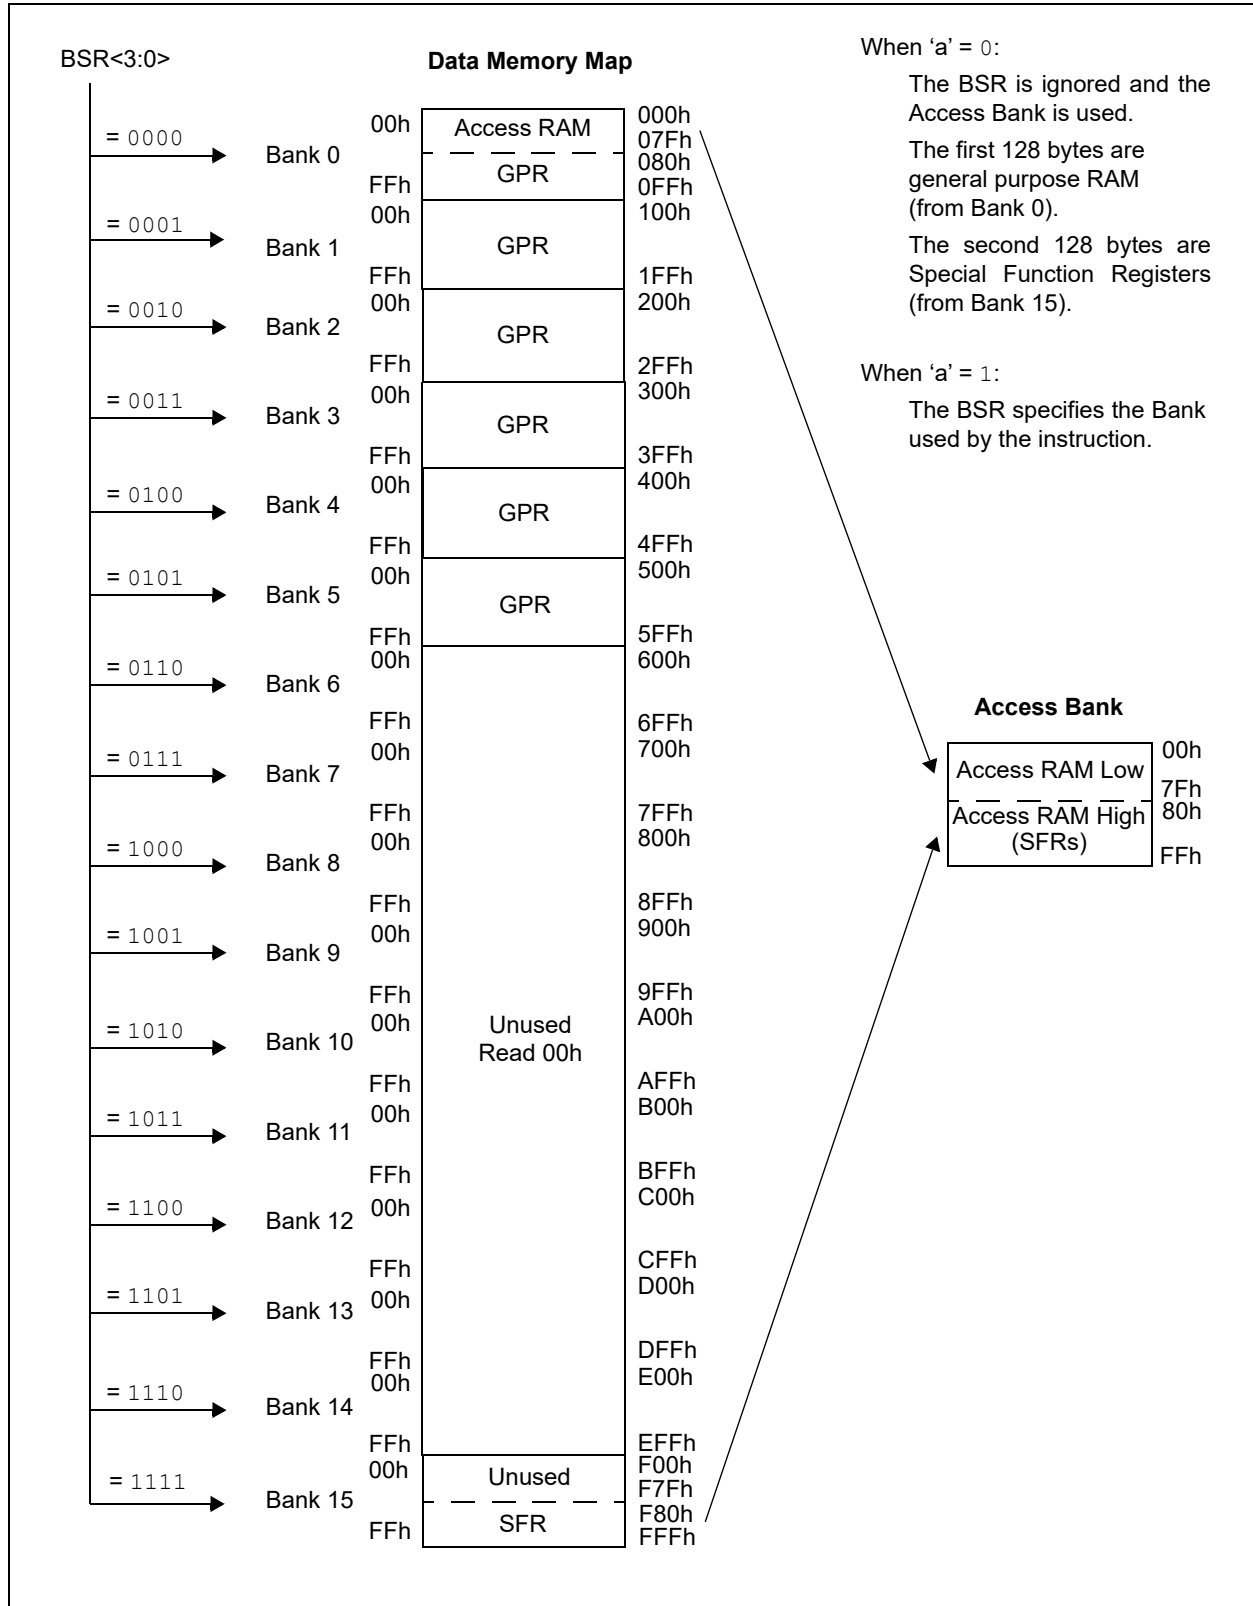 BSR<3:0>
Data Memory Map
When ‘a’ = 0:
The BSR is ignored and the
Access Bank is used.
The first 128 bytes are
general purpose RAM
(from Bank 0).
The second 128 bytes are
Special Function Registers
(from Bank 15).
When ‘a’ = 1:
The BSR specifies the Bank
used by the instruction.
= 0000
Bank 0
00h
Access RAM
000h
07Fh
080h
GPR
FFh
0FFh
= 0001
Bank 1
00h
GPR
100h
FFh
1FFh
= 0010
Bank 2
00h
GPR
200h
FFh
2FFh
= 0011
Bank 3
00h
GPR
300h
FFh
3FFh
= 0100
Bank 4
00h
GPR
400h
FFh
4FFh
= 0101
Bank 5
00h
GPR
500h
FFh
5FFh
= 0110
Bank 6
00h
600h
FFh
6FFh
= 0111
Bank 7
00h
700h
FFh
7FFh
= 1000
Bank 8
00h
800h
FFh
8FFh
= 1001
Bank 9
00h
900h
FFh
9FFh
= 1010
Bank 10
00h
Unused
Read 00h
A00h
FFh
AFFh
= 1011
Bank 11
00h
B00h
FFh
BFFh
= 1100
Bank 12
00h
C00h
FFh
CFFh
= 1101
Bank 13
00h
D00h
FFh
DFFh
= 1110
Bank 14
00h
E00h
FFh
EFFh
= 1111
Bank 15
00h
Unused
F00h
F7Fh
F80h
SFR
FFh
FFFh
Access Bank
Access RAM Low
00h
7Fh
Access RAM High
(SFRs)
80h
FFh